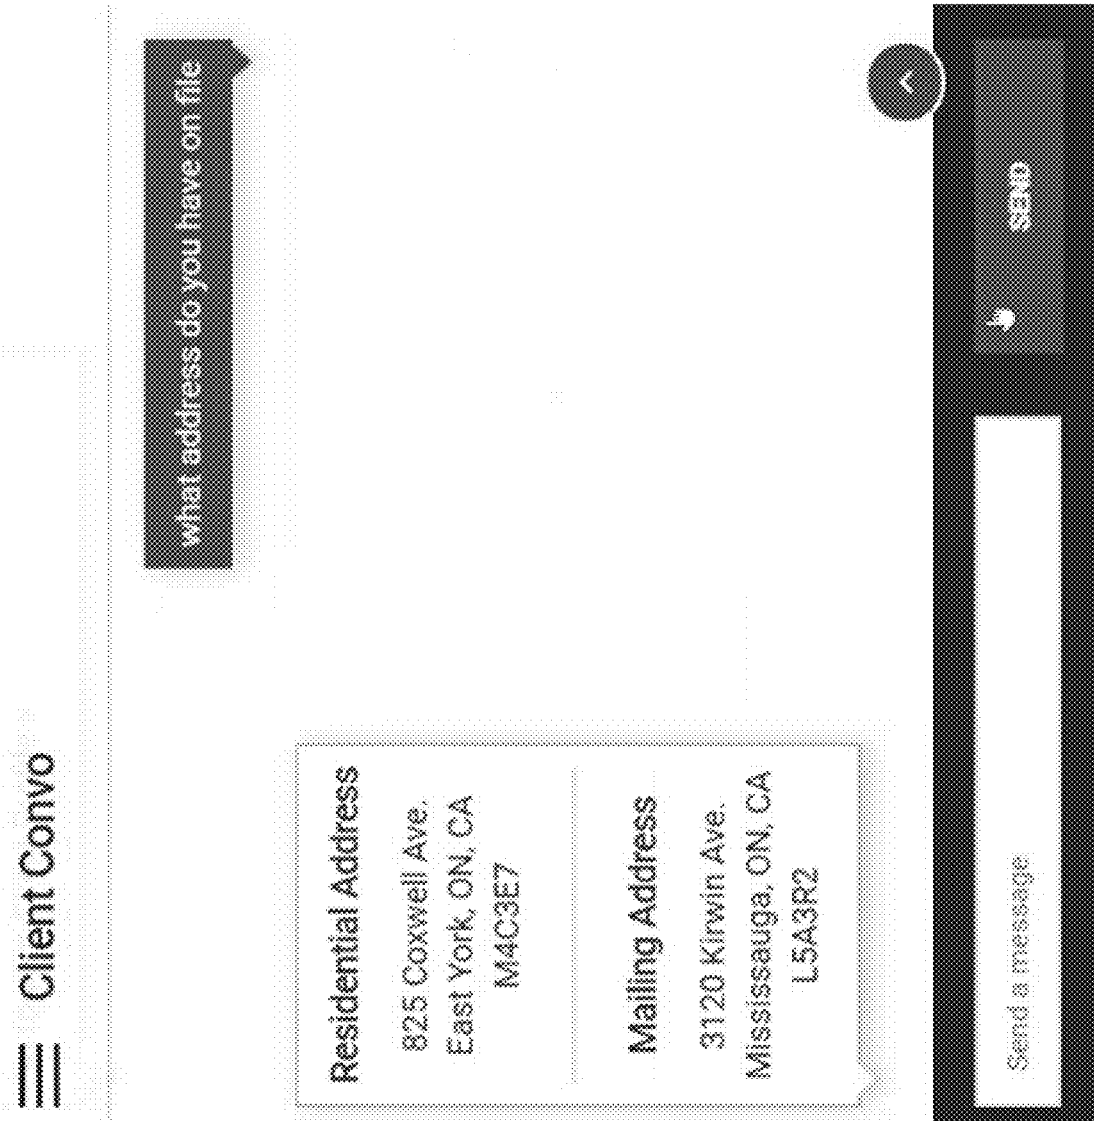 Client Convo
what address do you have on file
Residential Address
825 Coxwell Ave.
East York, ON, CA
M4C3E7
Mailing Address
3120 Kirwin Ave.
Mississauga, ON, CA
L5A3R2
Send a message
SEND